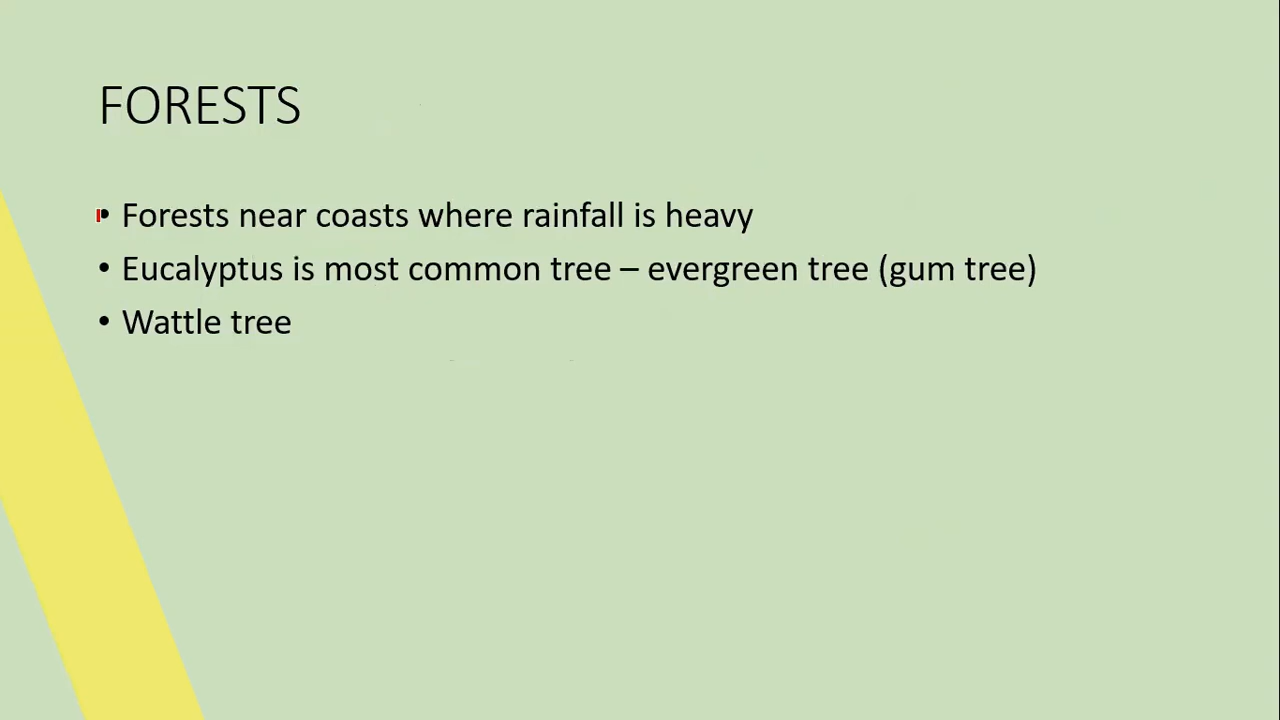 FORESTS
• Forests near coasts where rainfall is heavy
• Eucalyptus is most common tree – evergreen tree (gum tree)
• Wattle tree